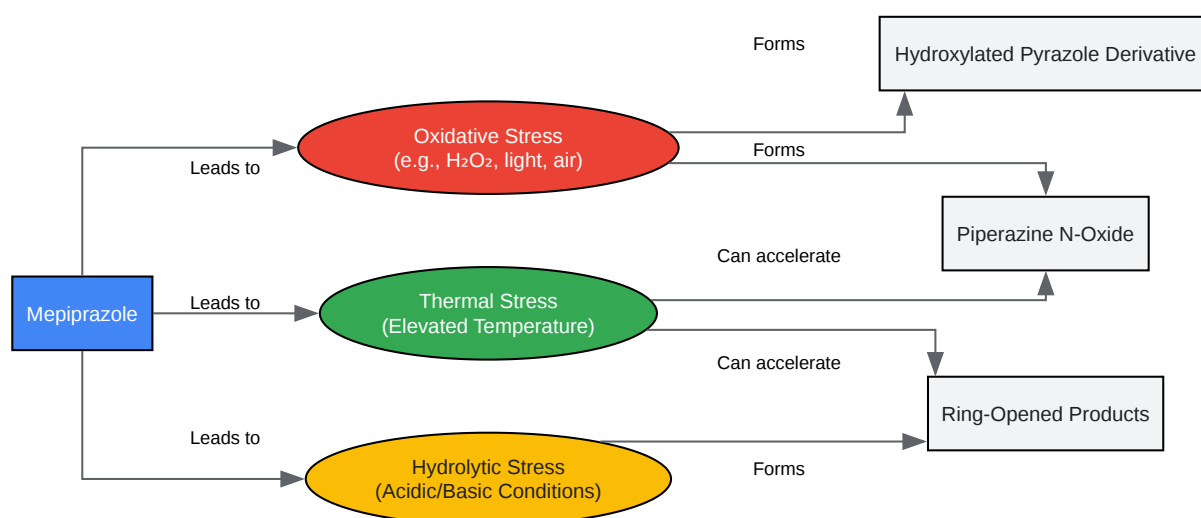 Forms
Hydroxylated Pyrazole Derivative
Oxidative Stress
(e.g., H₂O₂, light, air)
Forms
Leads to
Piperazine N-Oxide
Can accelerate
Mepiprazole
Leads to
Thermal Stress
(Elevated Temperature)
Can accelerate
Ring-Opened Products
Leads to
Hydrolytic Stress
(Acidic/Basic Conditions)
Forms